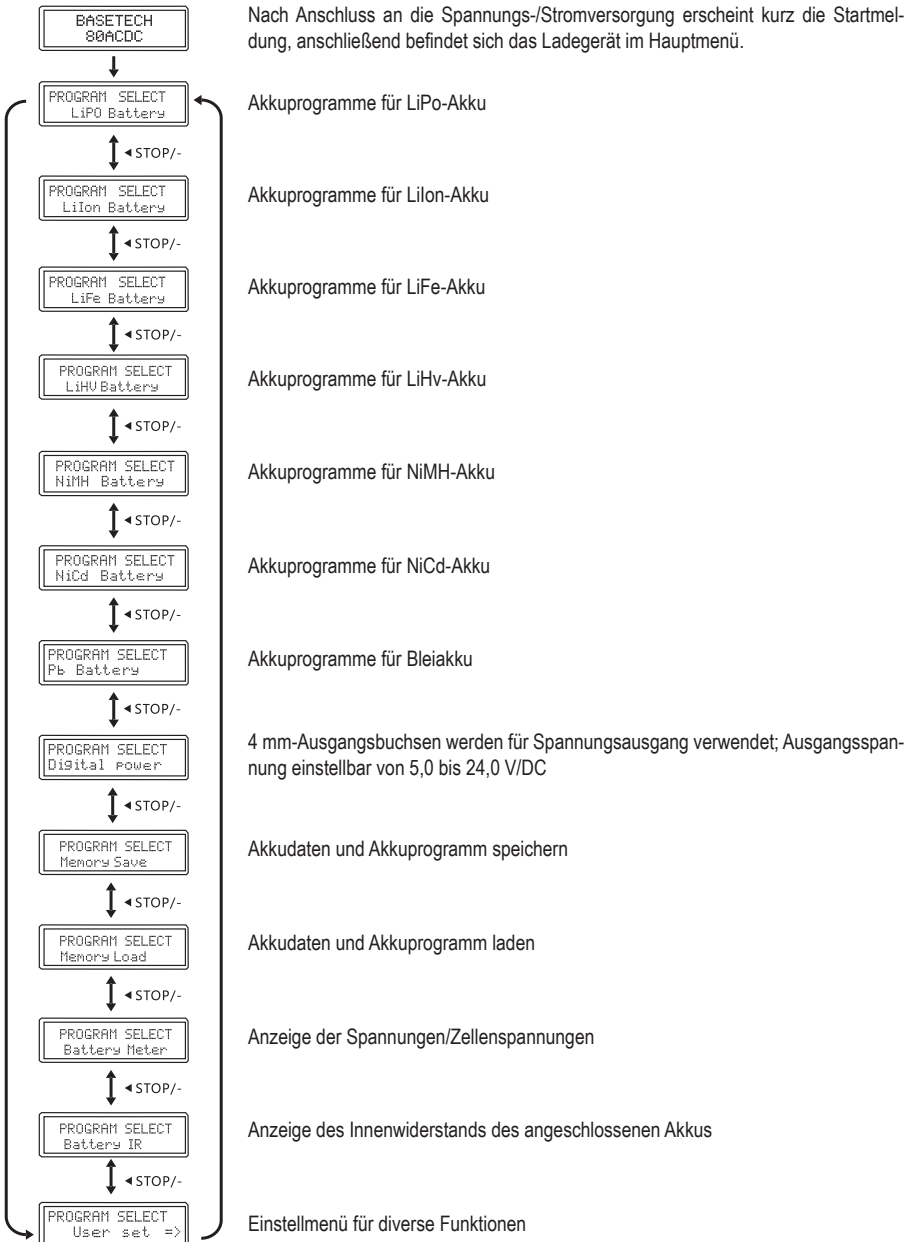 BASETECH
80ACDC
Nach Anschluss an die Spannungs-/Stromversorgung erscheint kurz die Startmel-
dung, anschließend befindet sich das Ladegerät im Hauptmenü.
PROGRAM SELECT
LiPO Battery
Akkuprogramme für LiPo-Akku
STOP/-
PROGRAM SELECT
LiIon Battery
Akkuprogramme für LiIon-Akku
STOP/-
PROGRAM SELECT
LiFe Battery
Akkuprogramme für LiFe-Akku
STOP/-
PROGRAM SELECT
LiHV Battery
Akkuprogramme für LiHv-Akku
STOP/-
PROGRAM SELECT
NiMH Battery
Akkuprogramme für NiMH-Akku
STOP/-
PROGRAM SELECT
NiCd Battery
Akkuprogramme für NiCd-Akku
STOP/-
PROGRAM SELECT
Pb Battery
Akkuprogramme für Bleiakku
STOP/-
PROGRAM SELECT
Digital power
4 mm-Ausgangsbuchsen werden für Spannungsausgang verwendet; Ausgangsspan-
nung einstellbar von 5,0 bis 24,0 V/DC
STOP/-
PROGRAM SELECT
Memory Save
Akkudaten und Akkuprogramm speichern
STOP/-
PROGRAM SELECT
Memory Load
Akkudaten und Akkuprogramm laden
STOP/-
PROGRAM SELECT
Battery Meter
Anzeige der Spannungen/Zellenspannungen
STOP/-
PROGRAM SELECT
Battery IR
Anzeige des Innenwiderstands des angeschlossenen Akkus
STOP/-
PROGRAM SELECT
User set =>
Einstellmenü für diverse Funktionen